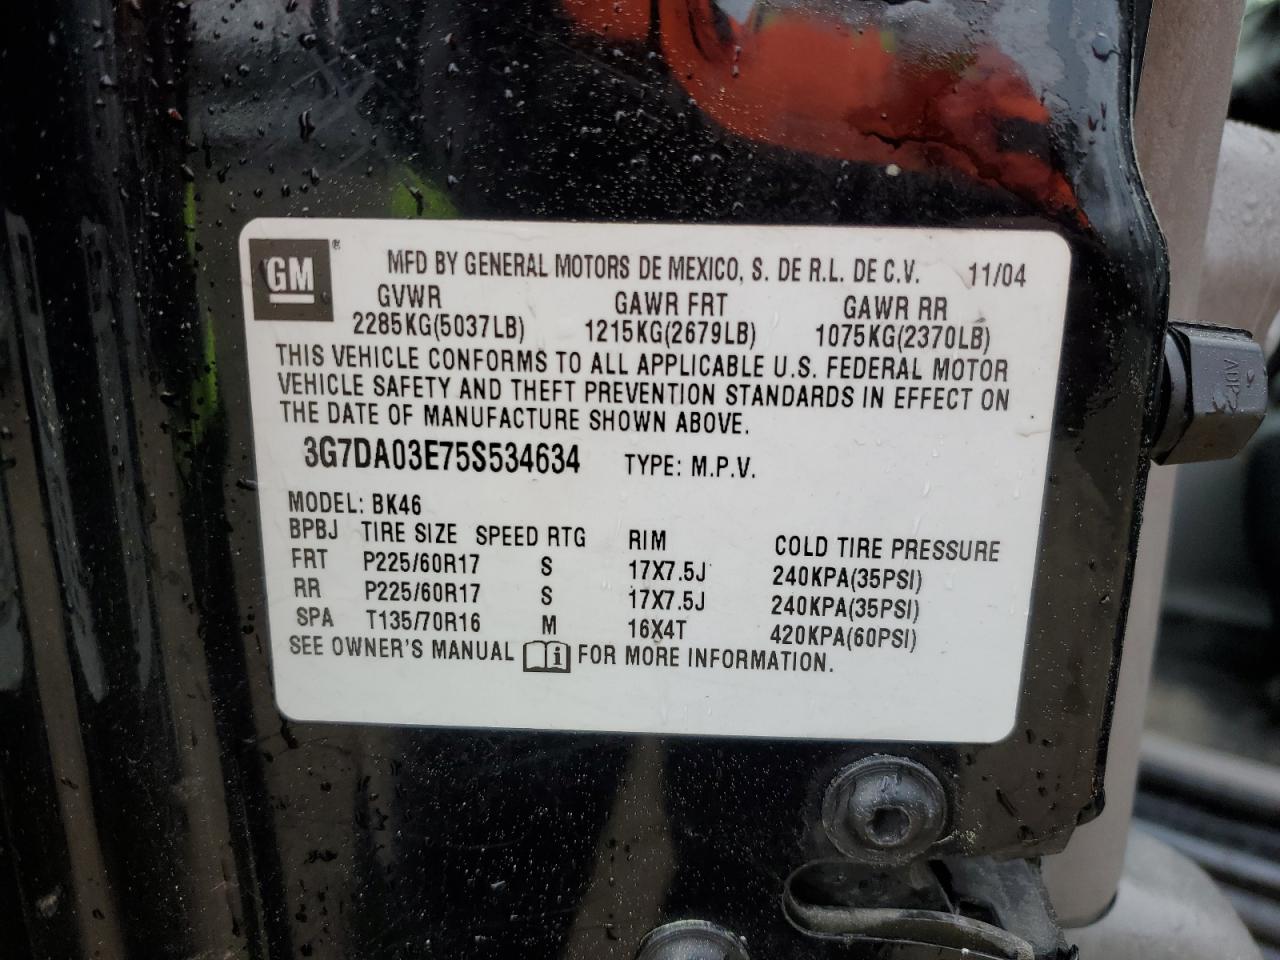 GM®
MFD BY GENERAL MOTORS DE MEXICO, S. DE R.L. DE C.V. 11/04
GVWR GAWR FRT GAWR RR
2285KG(5037LB) 1215KG(2679LB) 1075KG(2370LB)
THIS VEHICLE CONFORMS TO ALL APPLICABLE U.S. FEDERAL MOTOR
VEHICLE SAFETY AND THEFT PREVENTION STANDARDS IN EFFECT ON
THE DATE OF MANUFACTURE SHOWN ABOVE.
3G7DA03E75S534634 TYPE: M.P.V.
MODEL: BK46
BPBJ TIRE SIZE SPEED RTG RIM COLD TIRE PRESSURE
FRT P225/60R17 S 17X7.5J 240KPA(35PSI)
RR P225/60R17 S 17X7.5J 240KPA(35PSI)
SPA T135/70R16 M 16X4T 420KPA(60PSI)
SEE OWNER'S MANUAL i FOR MORE INFORMATION.